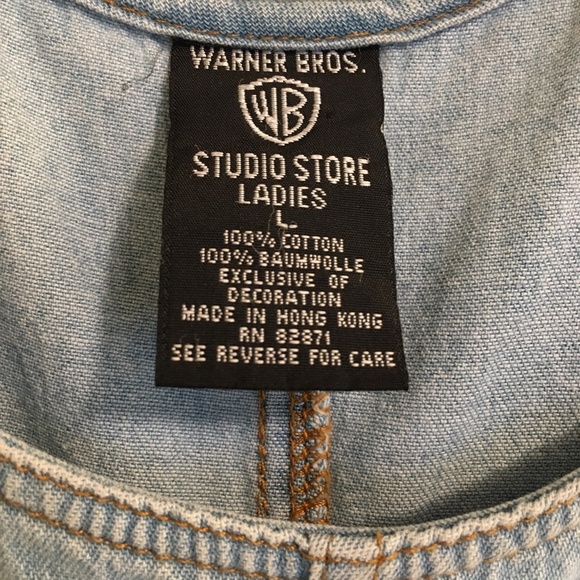 WARNER BROS.
WB
STUDIO STORE
LADIES
L
100% COTTON
100% BAUMWOLLE
EXCLUSIVE OF
DECORATION
MADE IN HONG KONG
RN 82871
SEE REVERSE FOR CARE